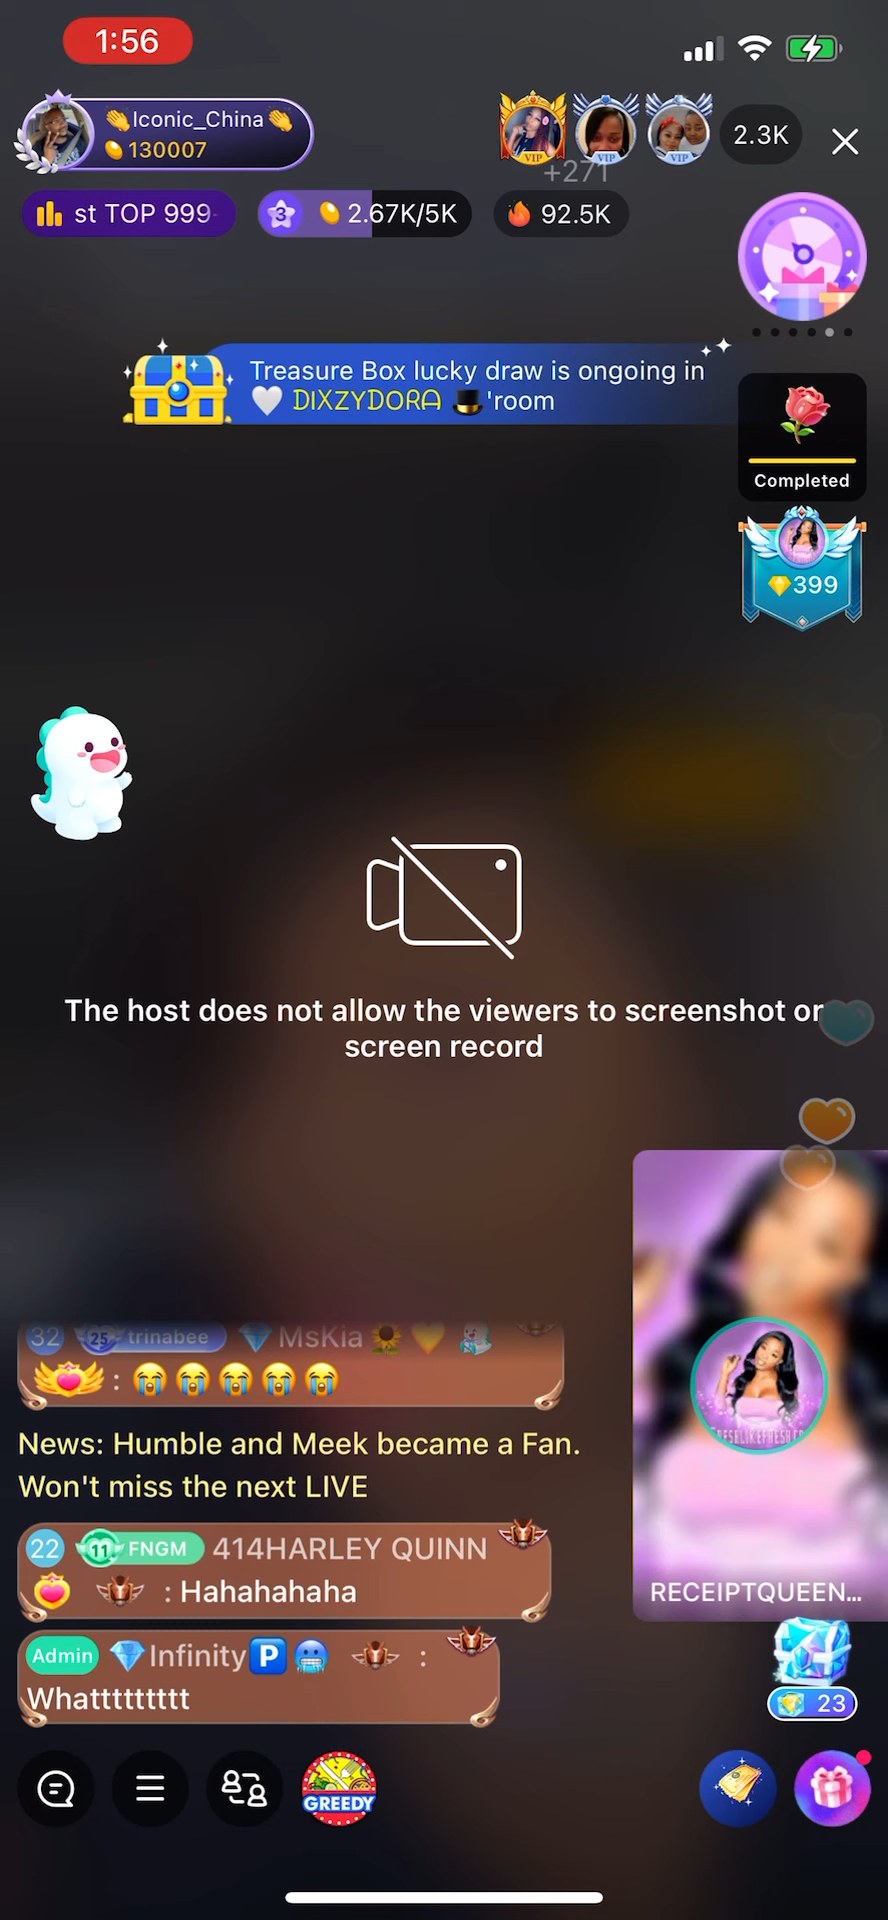 1:56
👏Iconic_China👏
130007
VIP
VIP
VIP
2.3K
+271
st TOP 999
3
2.67K/5K
92.5K
Treasure Box lucky draw is ongoing in
🤍 DIXZYDORA 🎩'room
Completed
399
The host does not allow the viewers to screenshot or
screen record
32 25 trinabee 💎MsKia🌻💛
: 😭😭😭😭😭
News: Humble and Meek became a Fan.
Won't miss the next LIVE
22 11 FNGM 414HARLEY QUINN
: Hahahahaha
RECEIPTQUEEN...
Admin 💎Infinity🅿️🥶 :
Whattttttttt
23
GREEDY